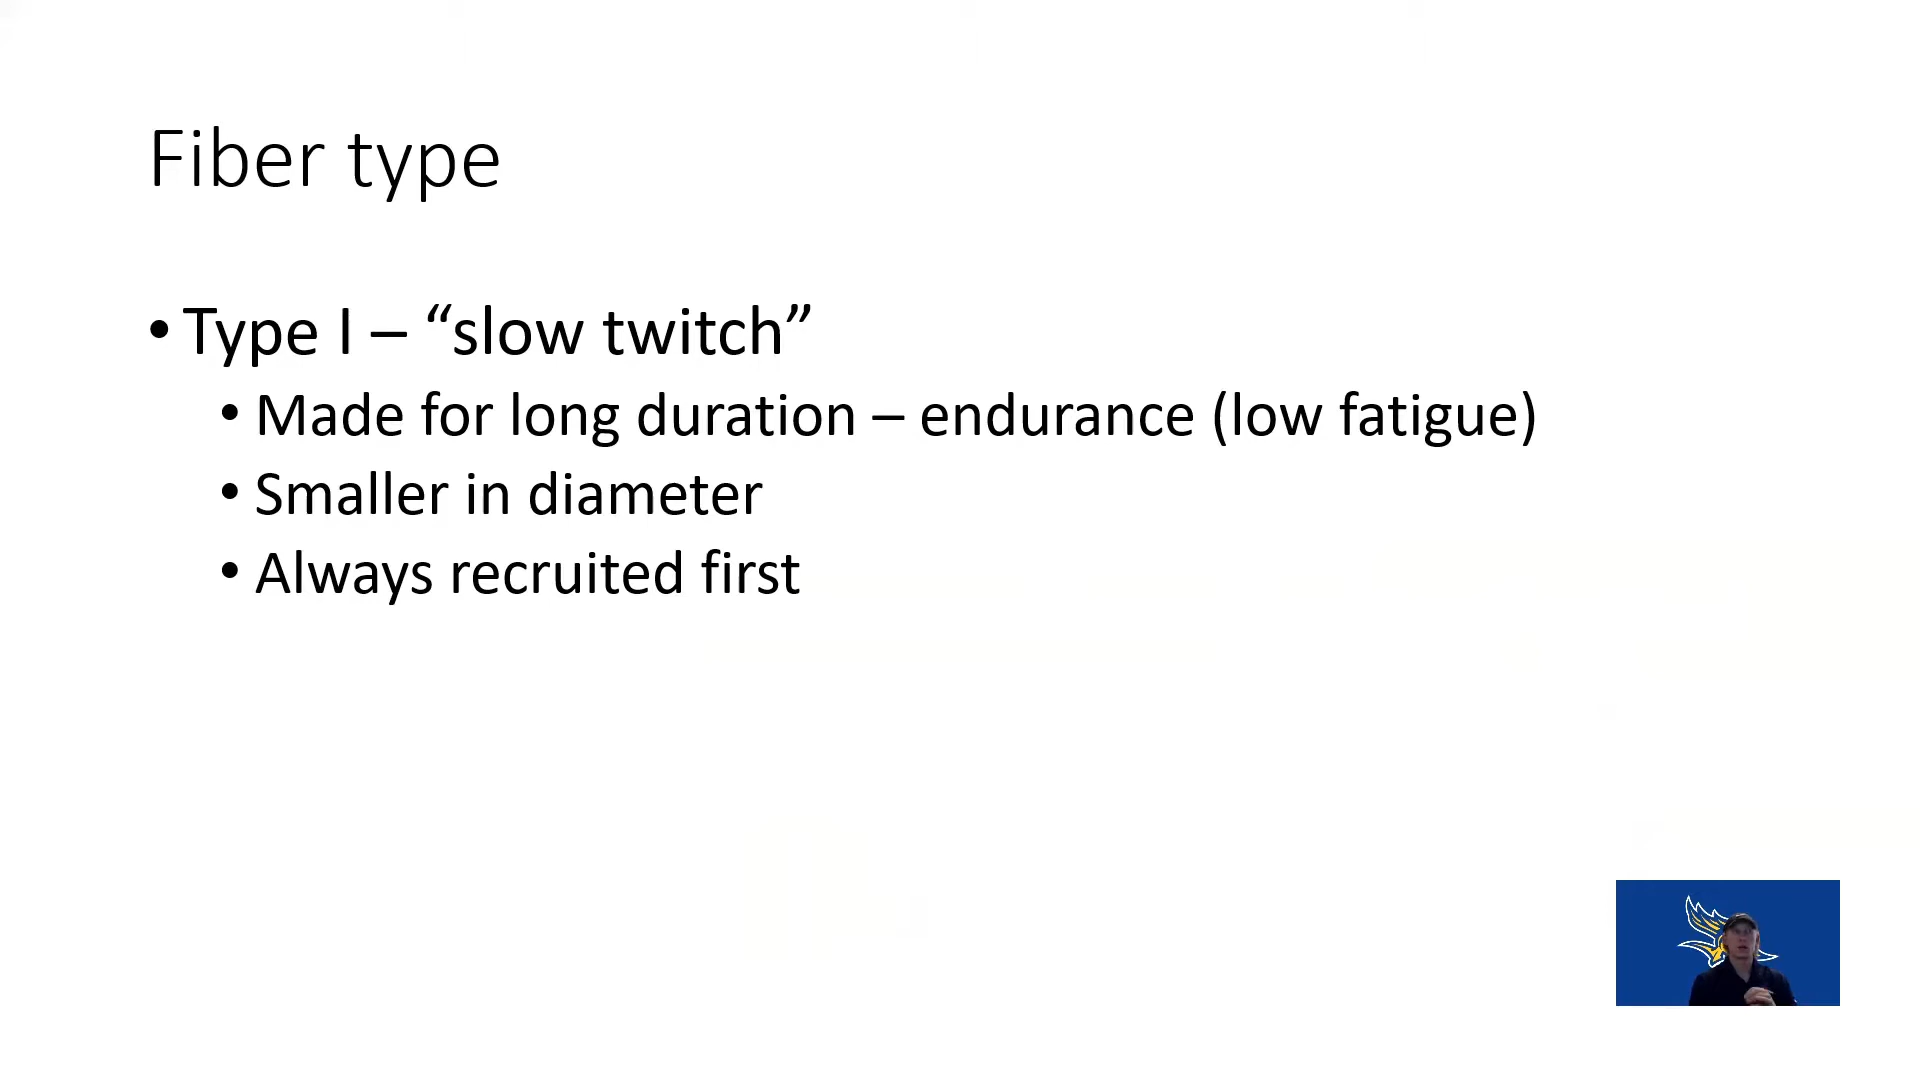 Fiber type
• Type I – “slow twitch”
• Made for long duration – endurance (low fatigue)
• Smaller in diameter
• Always recruited first